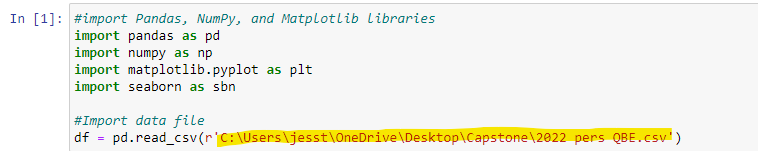 In [1]: #import Pandas, NumPy, and Matplotlib libraries
import pandas as pd
import numpy as np
import matplotlib.pyplot as plt
import seaborn as sbn
#Import data file
df = pd.read_csv(r'C:\Users\jesst\OneDrive\Desktop\Capstone\2022 pers QBE.csv')